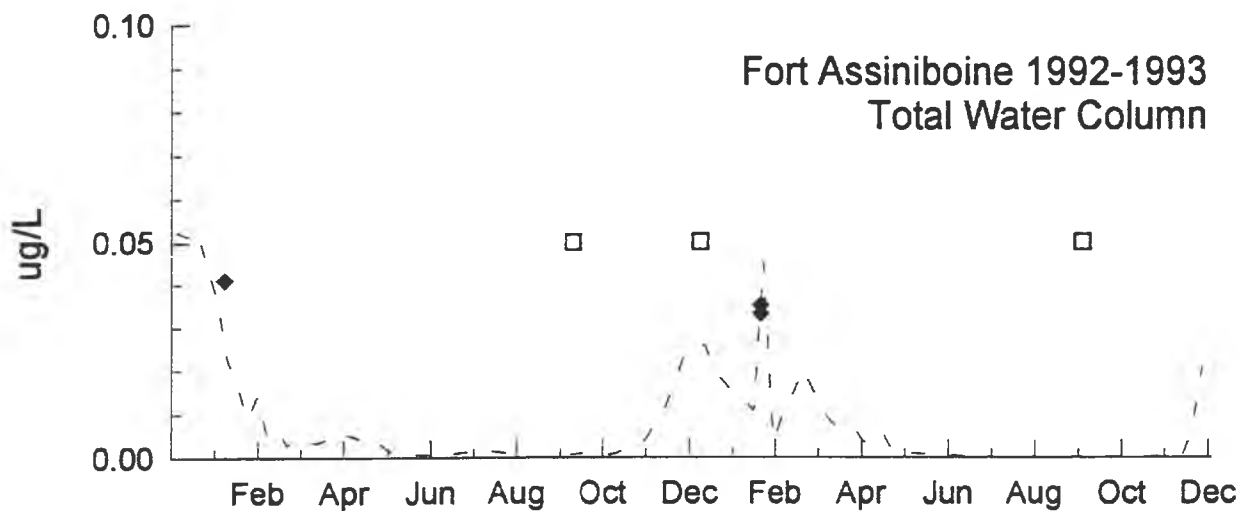 0.10
Fort Assiniboine 1992-1993
Total Water Column
ug/L
0.05
0.00
Feb Apr Jun Aug Oct Dec Feb Apr Jun Aug Oct Dec